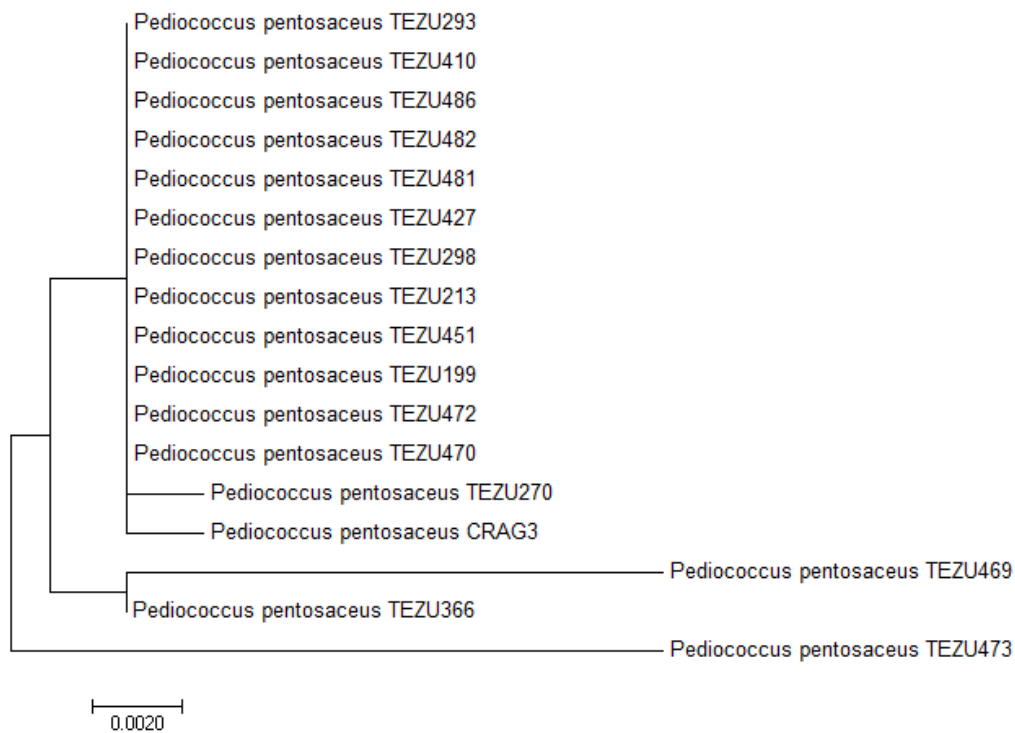 Pediococcus pentosaceus TEZU293
Pediococcus pentosaceus TEZU410
Pediococcus pentosaceus TEZU486
Pediococcus pentosaceus TEZU482
Pediococcus pentosaceus TEZU481
Pediococcus pentosaceus TEZU427
Pediococcus pentosaceus TEZU298
Pediococcus pentosaceus TEZU213
Pediococcus pentosaceus TEZU451
Pediococcus pentosaceus TEZU199
Pediococcus pentosaceus TEZU472
Pediococcus pentosaceus TEZU470
Pediococcus pentosaceus TEZU270
Pediococcus pentosaceus CRAG3
Pediococcus pentosaceus TEZU469
Pediococcus pentosaceus TEZU366
Pediococcus pentosaceus TEZU473
0.0020